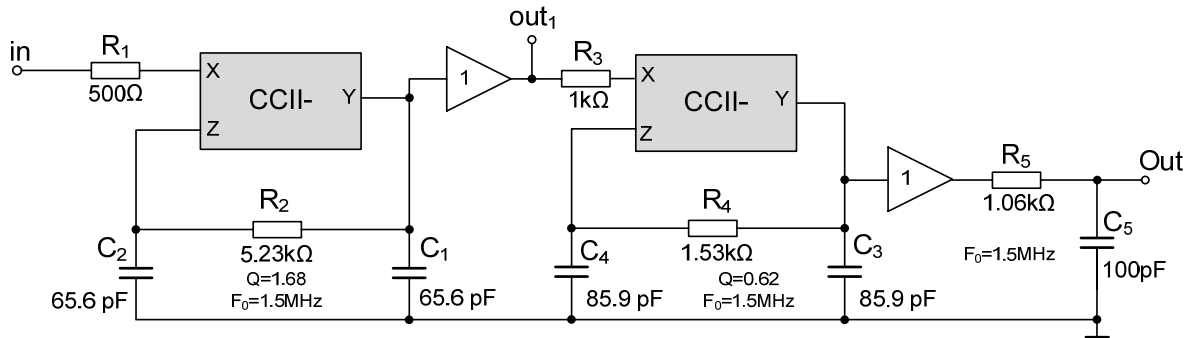 in
R1
500Ω
X
CCII-
Y
Z
1
out1
R3
1kΩ
X
CCII-
Y
Z
1
R5
1.06kΩ
Out
R2
5.23kΩ
Q=1.68
F0=1.5MHz
C2
65.6 pF
C1
65.6 pF
R4
1.53kΩ
Q=0.62
F0=1.5MHz
C4
85.9 pF
C3
85.9 pF
F0=1.5MHz
C5
100pF